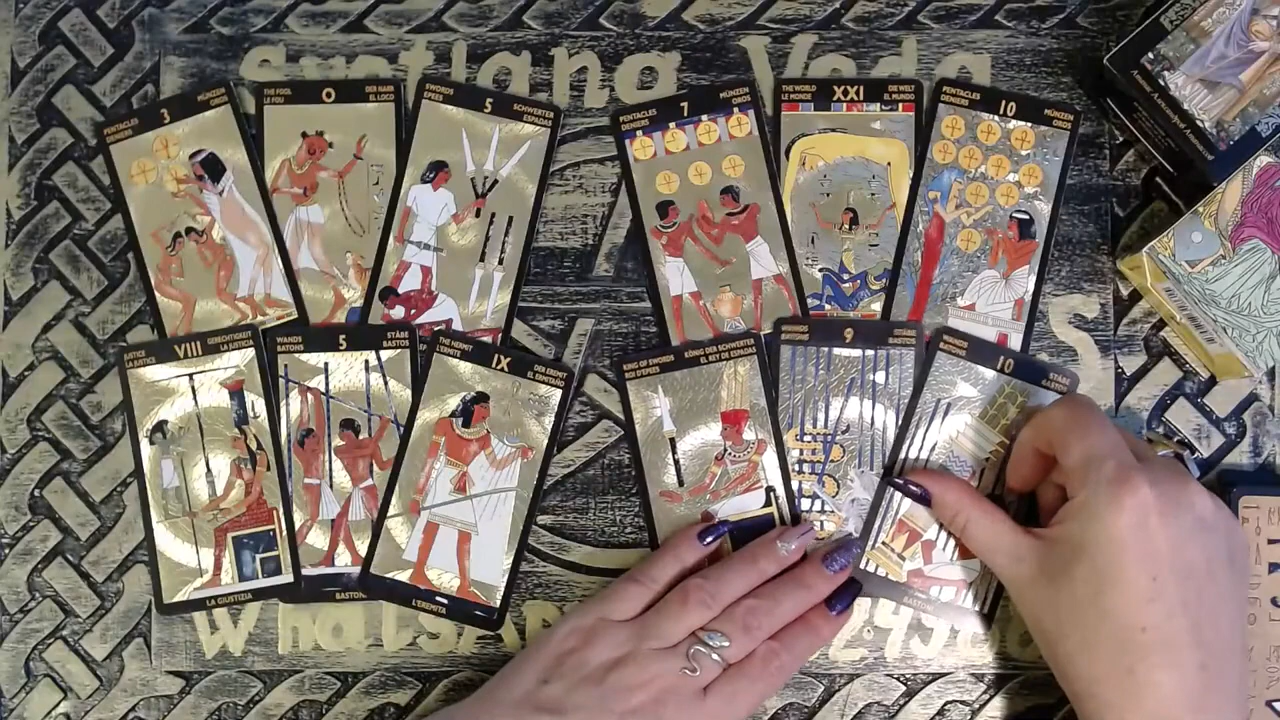 Svetlana Veda
3
PENTACLES
DENIERS
MÜNZEN
OROS
THE FOOL
LE FOU
O
DER NARR
EL LOCO
SWORDS
EPEES
5
SCHWERTER
ESPADAS
PENTACLES
DENIERS
7
MÜNZEN
OROS
THE WORLD
LE MONDE
XXI
DIE WELT
EL MUNDO
PENTACLES
DENIERS
10
MÜNZEN
OROS
JUSTICE
LA JUSTICE
VIII
GERECHTIGKEIT
LA JUSTICIA
LA GIUSTIZIA
WANDS
BATONS
5
STÄBE
BASTOS
BASTON
THE HERMIT
L'ERMITE
IX
DER EREMIT
EL ERMITAÑO
L'EREMITA
KING OF SWORDS
ROI D'EPEES
KÖNIG DER SCHWERTER
EL REY DE ESPADAS
WANDS
BATONS
9
STÄBE
BASTOS
WANDS
BATONS
10
STÄBE
BASTOS
BASTONI